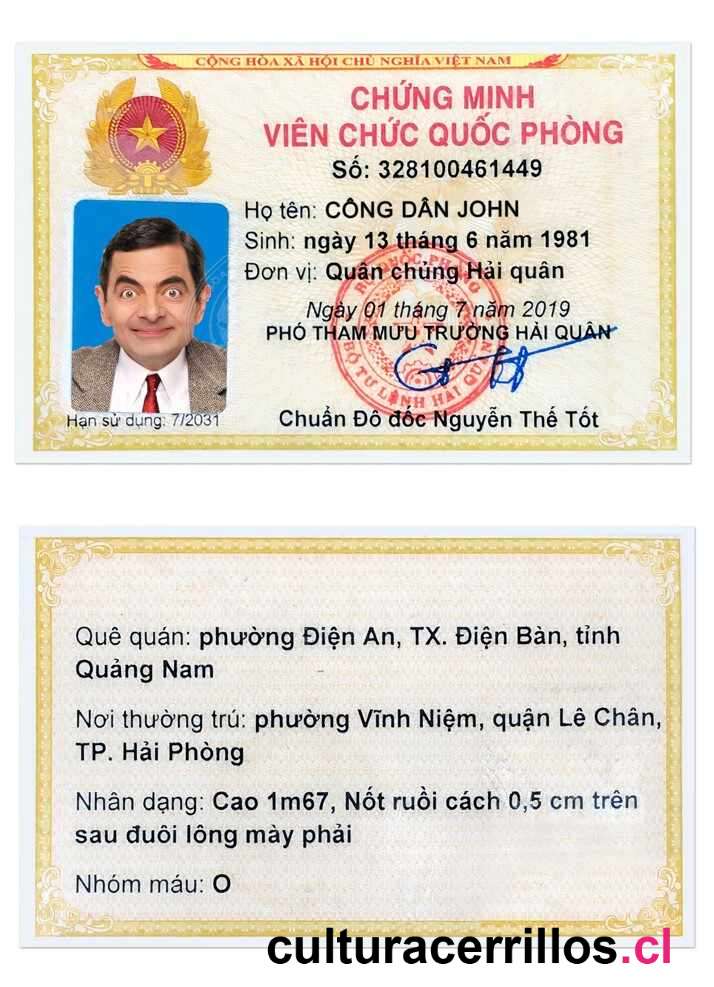 CỘNG HÒA XÃ HỘI CHỦ NGHĨA VIỆT NAM
CHỨNG MINH
VIÊN CHỨC QUỐC PHÒNG
Số: 328100461449
Họ tên: CÔNG DÂN JOHN
Sinh: ngày 13 tháng 6 năm 1981
Đơn vị: Quân chủng Hải quân
Ngày 01 tháng 7 năm 2019
PHÓ THAM MƯU TRƯỞNG HẢI QUÂN
BỘ QUỐC PHÒNG
BỘ TƯ LỆNH HẢI QUÂN
Hạn sử dụng: 7/2031
Chuẩn Đô đốc Nguyễn Thế Tốt
Quê quán: phường Điện An, TX. Điện Bàn, tỉnh
Quảng Nam
Nơi thường trú: phường Vĩnh Niệm, quận Lê Chân,
TP. Hải Phòng
Nhân dạng: Cao 1m67, Nốt ruồi cách 0,5 cm trên
sau đuôi lông mày phải
Nhóm máu: O
culturacerrillos.cl